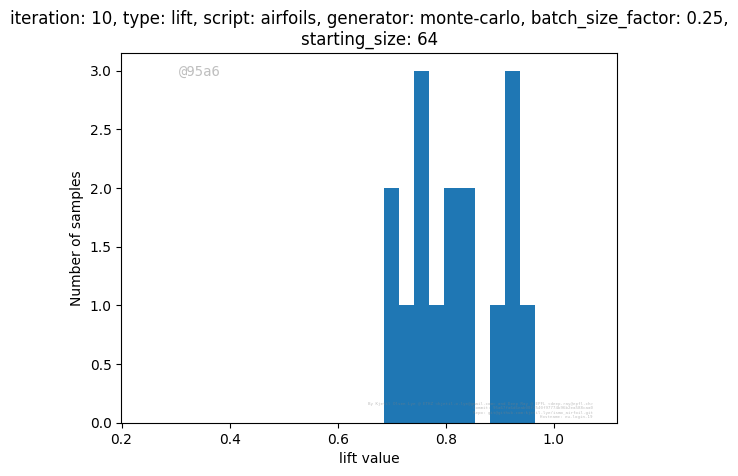 iteration: 10, type: lift, script: airfoils, generator: monte-carlo, batch_size_factor: 0.25,
starting_size: 64
@95a6
3.0
2.5
2.0
1.5
1.0
0.5
0.0
Number of samples
0.2 0.4 0.6 0.8 1.0
lift value